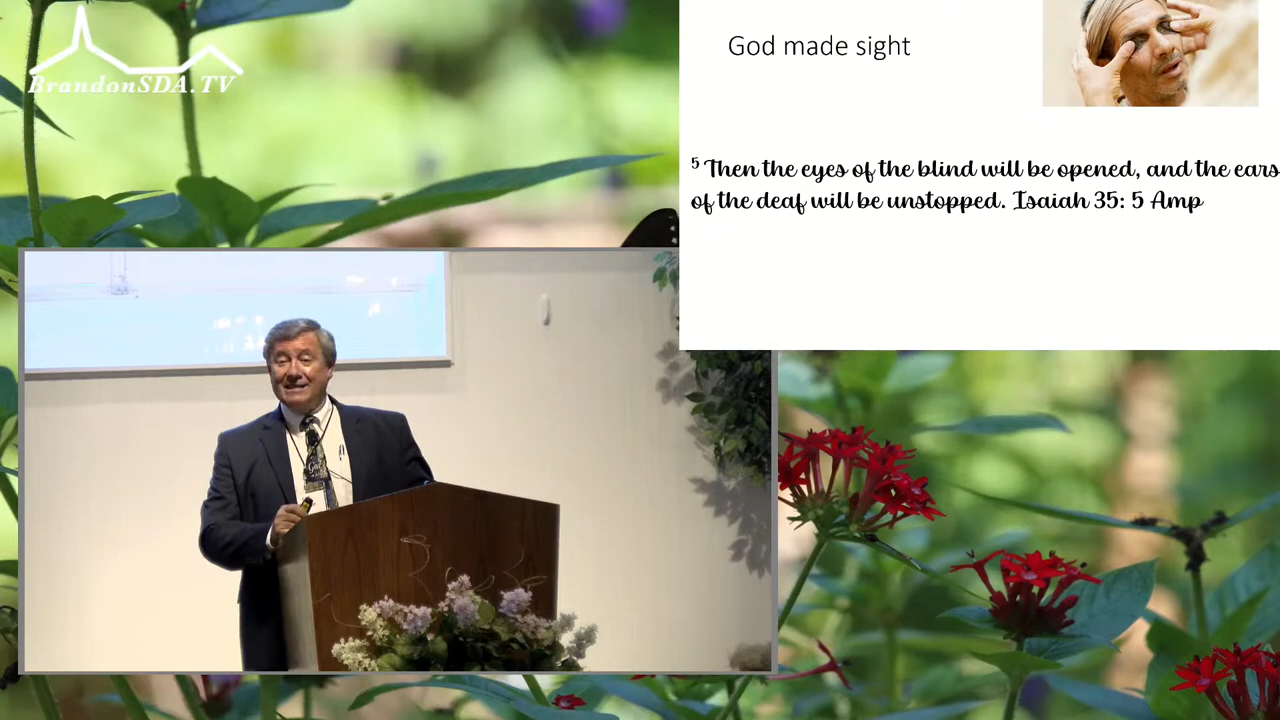 BrandonSDA.TV
God made sight
5 Then the eyes of the blind will be opened, and the ears
of the deaf will be unstopped. Isaiah 35: 5 Amp
God